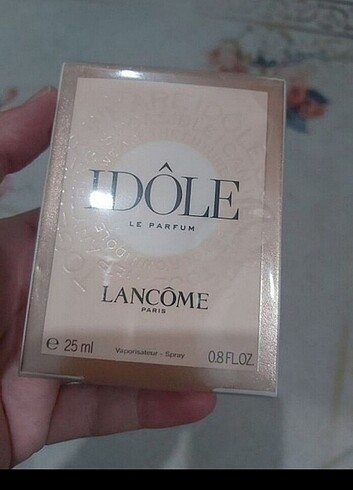 IDÔLE
LE PARFUM
LANCÔME
PARIS
℮ 25 ml
Vaporisateur - Spray
0.8 FL.OZ.